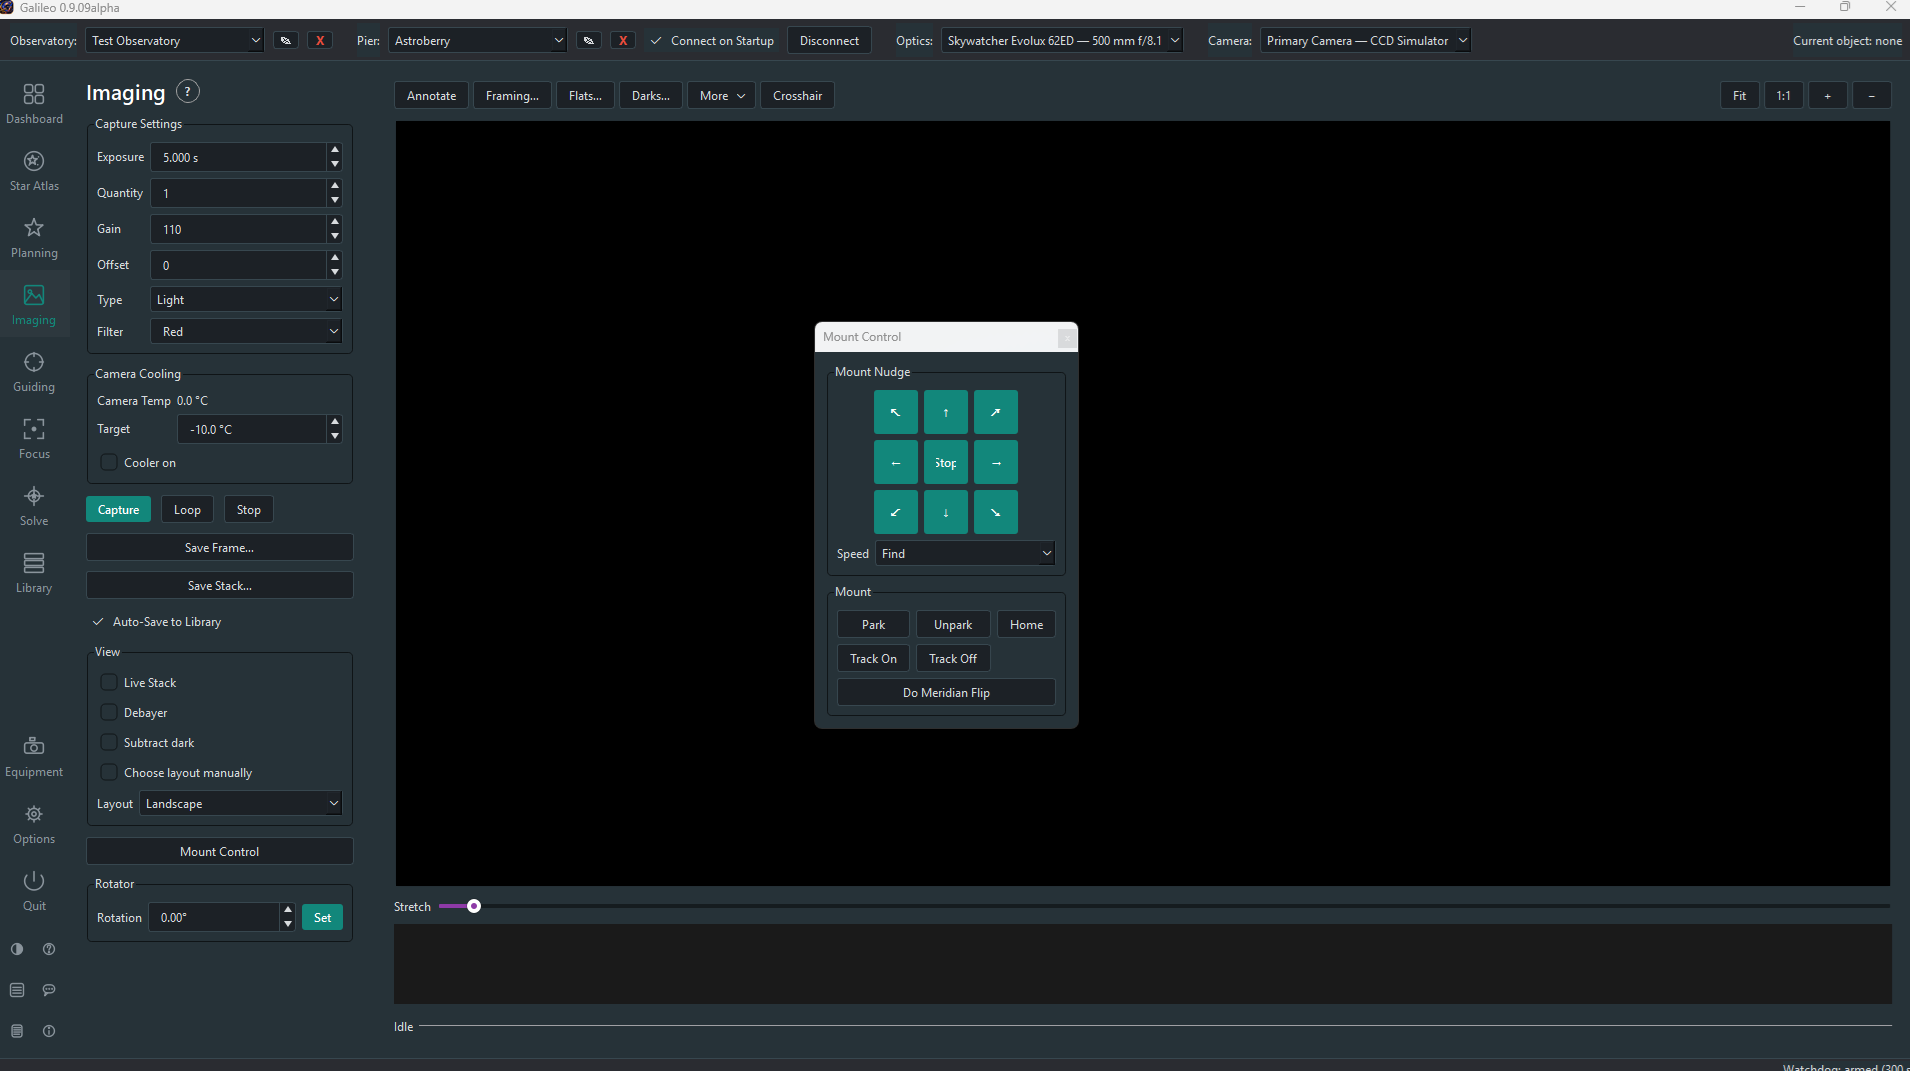 Galileo 0.9.09alpha
Observatory: Test Observatory X Pier: Astroberry X Connect on Startup Disconnect Optics: Skywatcher Evolux 62ED — 500 mm f/8.1 Camera: Primary Camera — CCD Simulator Current object: none
Dashboard
Star Atlas
Planning
Imaging
Guiding
Focus
Solve
Library
Equipment
Options
Quit
Imaging ?
Capture Settings
Exposure 5.000 s
Quantity 1
Gain 110
Offset 0
Type Light
Filter Red
Camera Cooling
Camera Temp 0.0 °C
Target -10.0 °C
Cooler on
Capture Loop Stop
Save Frame...
Save Stack...
Auto-Save to Library
View
Live Stack
Debayer
Subtract dark
Choose layout manually
Layout Landscape
Mount Control
Rotator
Rotation 0.00° Set
Annotate Framing... Flats... Darks... More Crosshair Fit 1:1 + −
Mount Control
Mount Nudge
↖ ↑ ↗
← Stop →
↙ ↓ ↘
Speed Find
Mount
Park Unpark Home
Track On Track Off
Do Meridian Flip
Stretch
Idle
Watchdog: armed (300 s